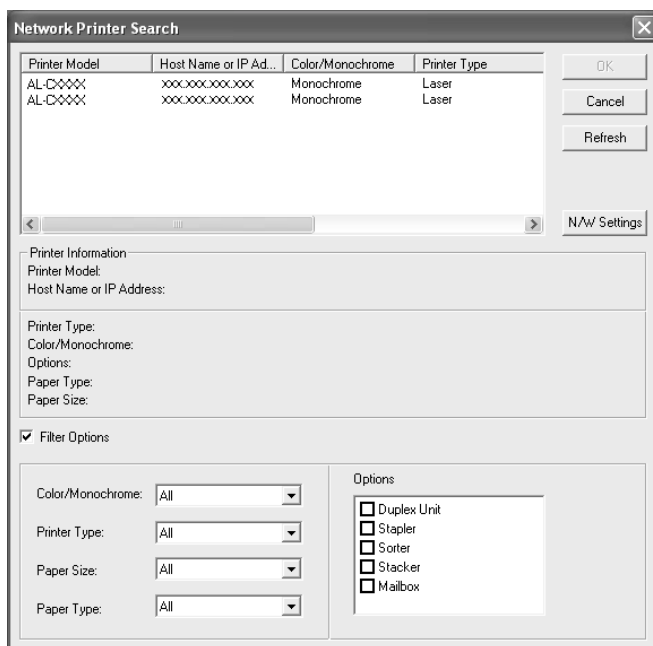 Network Printer Search
Printer Model Host Name or IP Ad... Color/Monochrome Printer Type
AL-CXXXX XXX.XXX.XXX.XXX Monochrome Laser
AL-CXXXX XXX.XXX.XXX.XXX Monochrome Laser
OK
Cancel
Refresh
N/W Settings
Printer Information
Printer Model:
Host Name or IP Address:
Printer Type:
Color/Monochrome:
Options:
Paper Type:
Paper Size:
Filter Options
Color/Monochrome: All
Printer Type: All
Paper Size: All
Paper Type: All
Options
Duplex Unit
Stapler
Sorter
Stacker
Mailbox